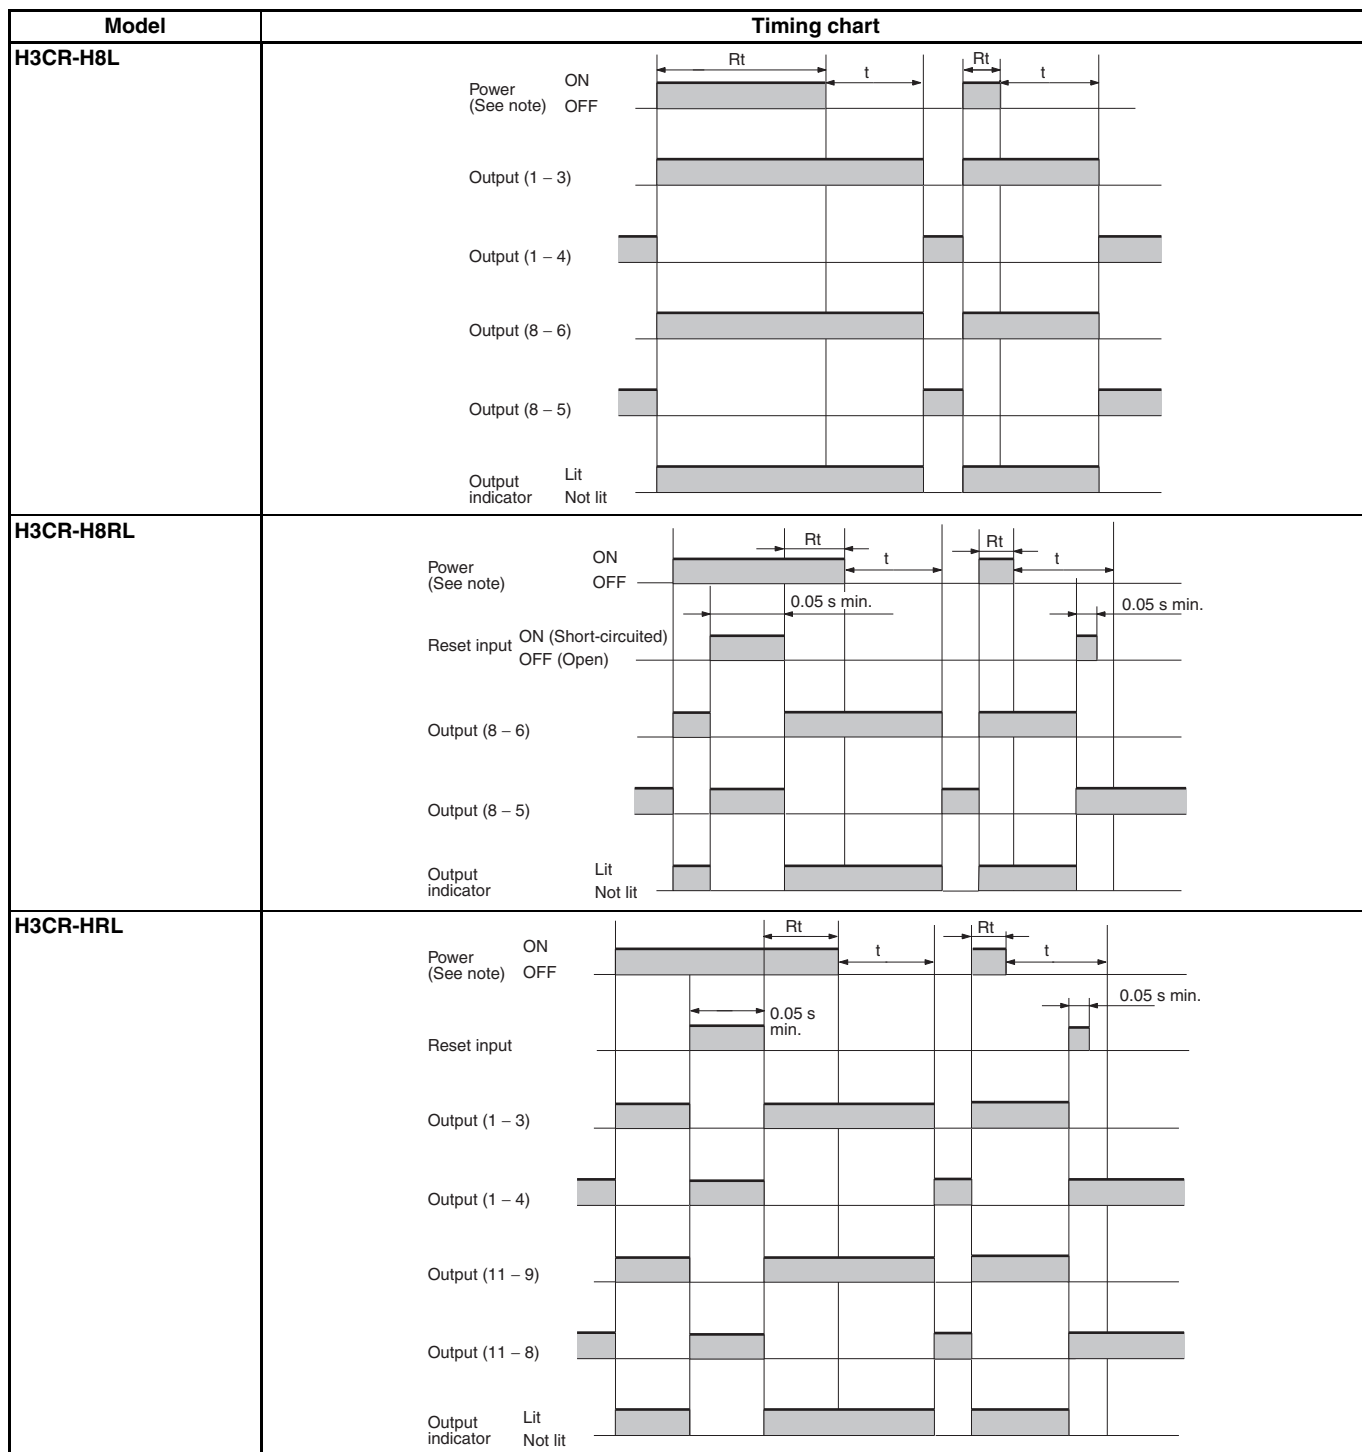 Model Timing chart
H3CR-H8L
Rt t Rt t
Power ON
(See note) OFF
Output (1 – 3)
Output (1 – 4)
Output (8 – 6)
Output (8 – 5)
Output Lit
indicator Not lit
H3CR-H8RL
Rt t Rt t
Power ON
(See note) OFF
0.05 s min. 0.05 s min.
Reset input ON (Short-circuited)
OFF (Open)
Output (8 – 6)
Output (8 – 5)
Output Lit
indicator Not lit
H3CR-HRL
Rt t Rt t
Power ON
(See note) OFF
0.05 s min.
0.05 s
min.
Reset input
Output (1 – 3)
Output (1 – 4)
Output (11 – 9)
Output (11 – 8)
Output Lit
indicator Not lit